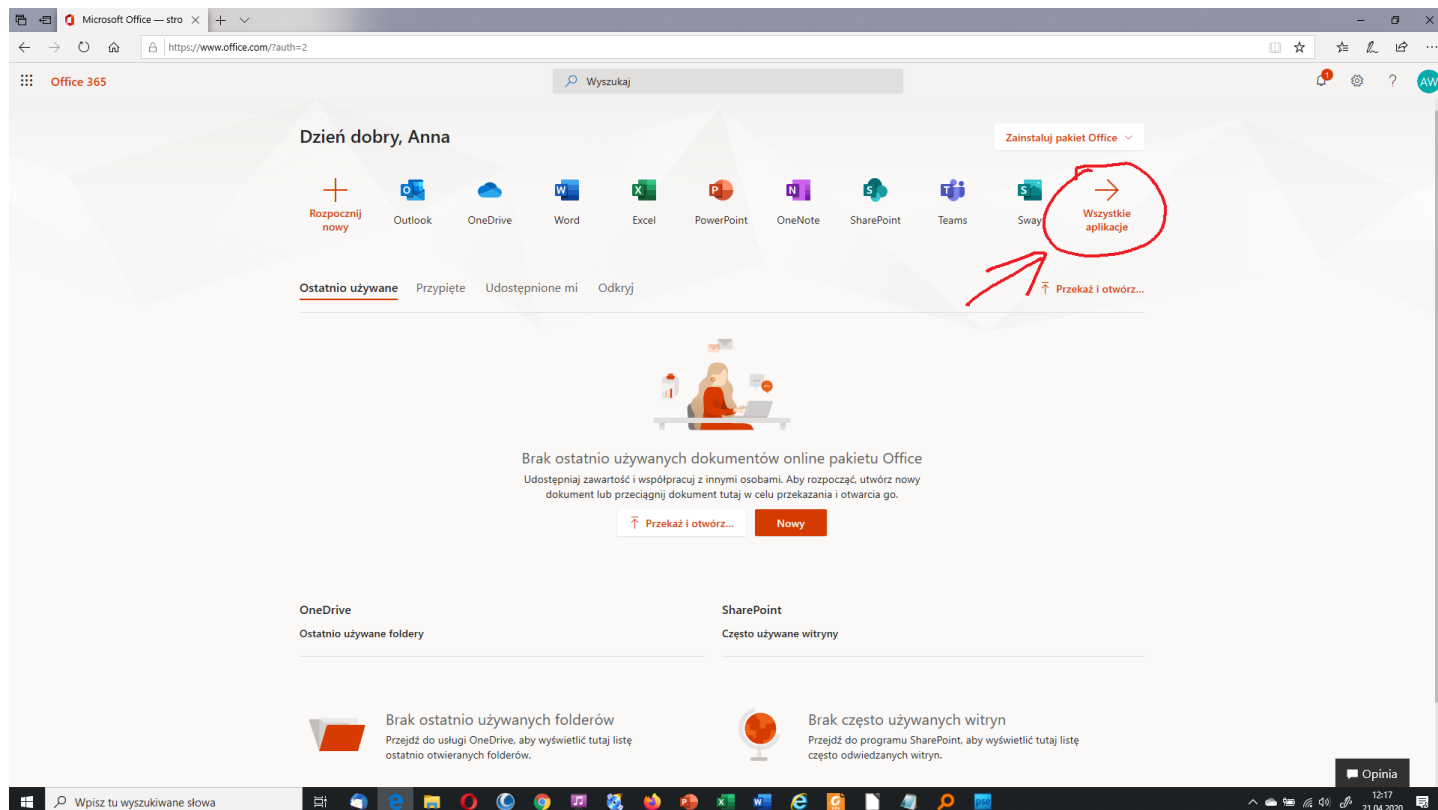 Microsoft Office — stro
https://www.office.com/?auth=2
Office 365
Wyszukaj
1
?
AW
Dzień dobry, Anna
Zainstaluj pakiet Office
Rozpocznij
nowy
Outlook
OneDrive
Word
Excel
PowerPoint
OneNote
SharePoint
Teams
Sway
Wszystkie
aplikacje
Ostatnio używane Przypięte Udostępnione mi Odkryj
Przekaż i otwórz...
Brak ostatnio używanych dokumentów online pakietu Office
Udostępniaj zawartość i współpracuj z innymi osobami. Aby rozpocząć, utwórz nowy
dokument lub przeciągnij dokument tutaj w celu przekazania i otwarcia go.
Przekaż i otwórz...
Nowy
OneDrive
Ostatnio używane foldery
SharePoint
Często używane witryny
Brak ostatnio używanych folderów
Przejdź do usługi OneDrive, aby wyświetlić tutaj listę
ostatnio otwieranych folderów.
Brak często używanych witryn
Przejdź do programu SharePoint, aby wyświetlić tutaj listę
często odwiedzanych witryn.
Opinia
Wpisz tu wyszukiwane słowa
pse
12:17
21.04.2020